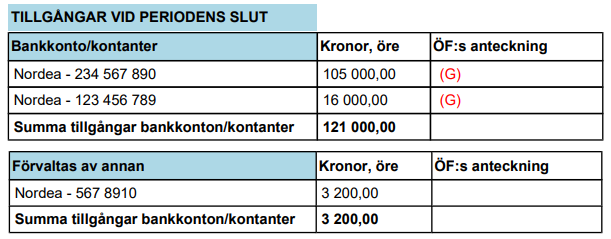 TILLGÅNGAR VID PERIODENS SLUT
Bankkonto/kontanter Kronor, öre ÖF:s anteckning
Nordea - 234 567 890 105 000,00 (G)
Nordea - 123 456 789 16 000,00 (G)
Summa tillgångar bankkonton/kontanter 121 000,00
Förvaltas av annan Kronor, öre ÖF:s anteckning
Nordea - 567 8910 3 200,00
Summa tillgångar bankkonton/kontanter 3 200,00